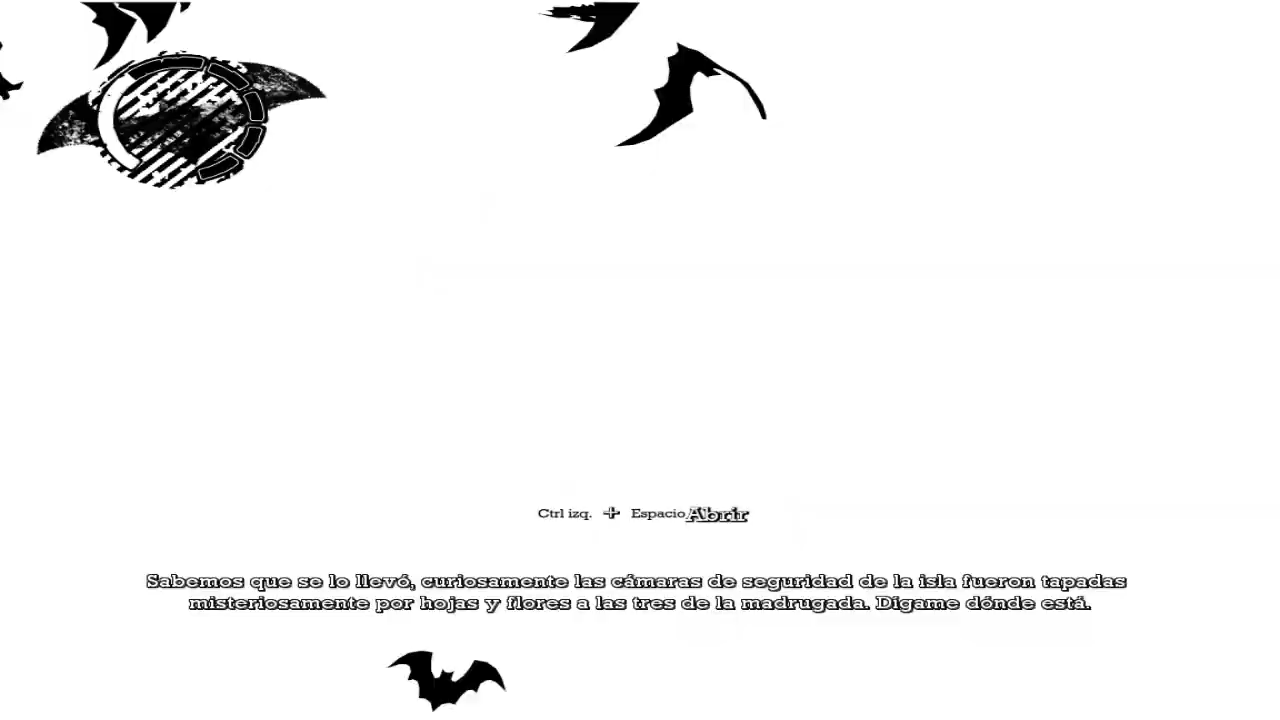 Ctrl izq. + Espacio Abrir
Sabemos que se lo llevó, curiosamente las cámaras de seguridad de la isla fueron tapadas
misteriosamente por hojas y flores a las tres de la madrugada. Dígame dónde está.